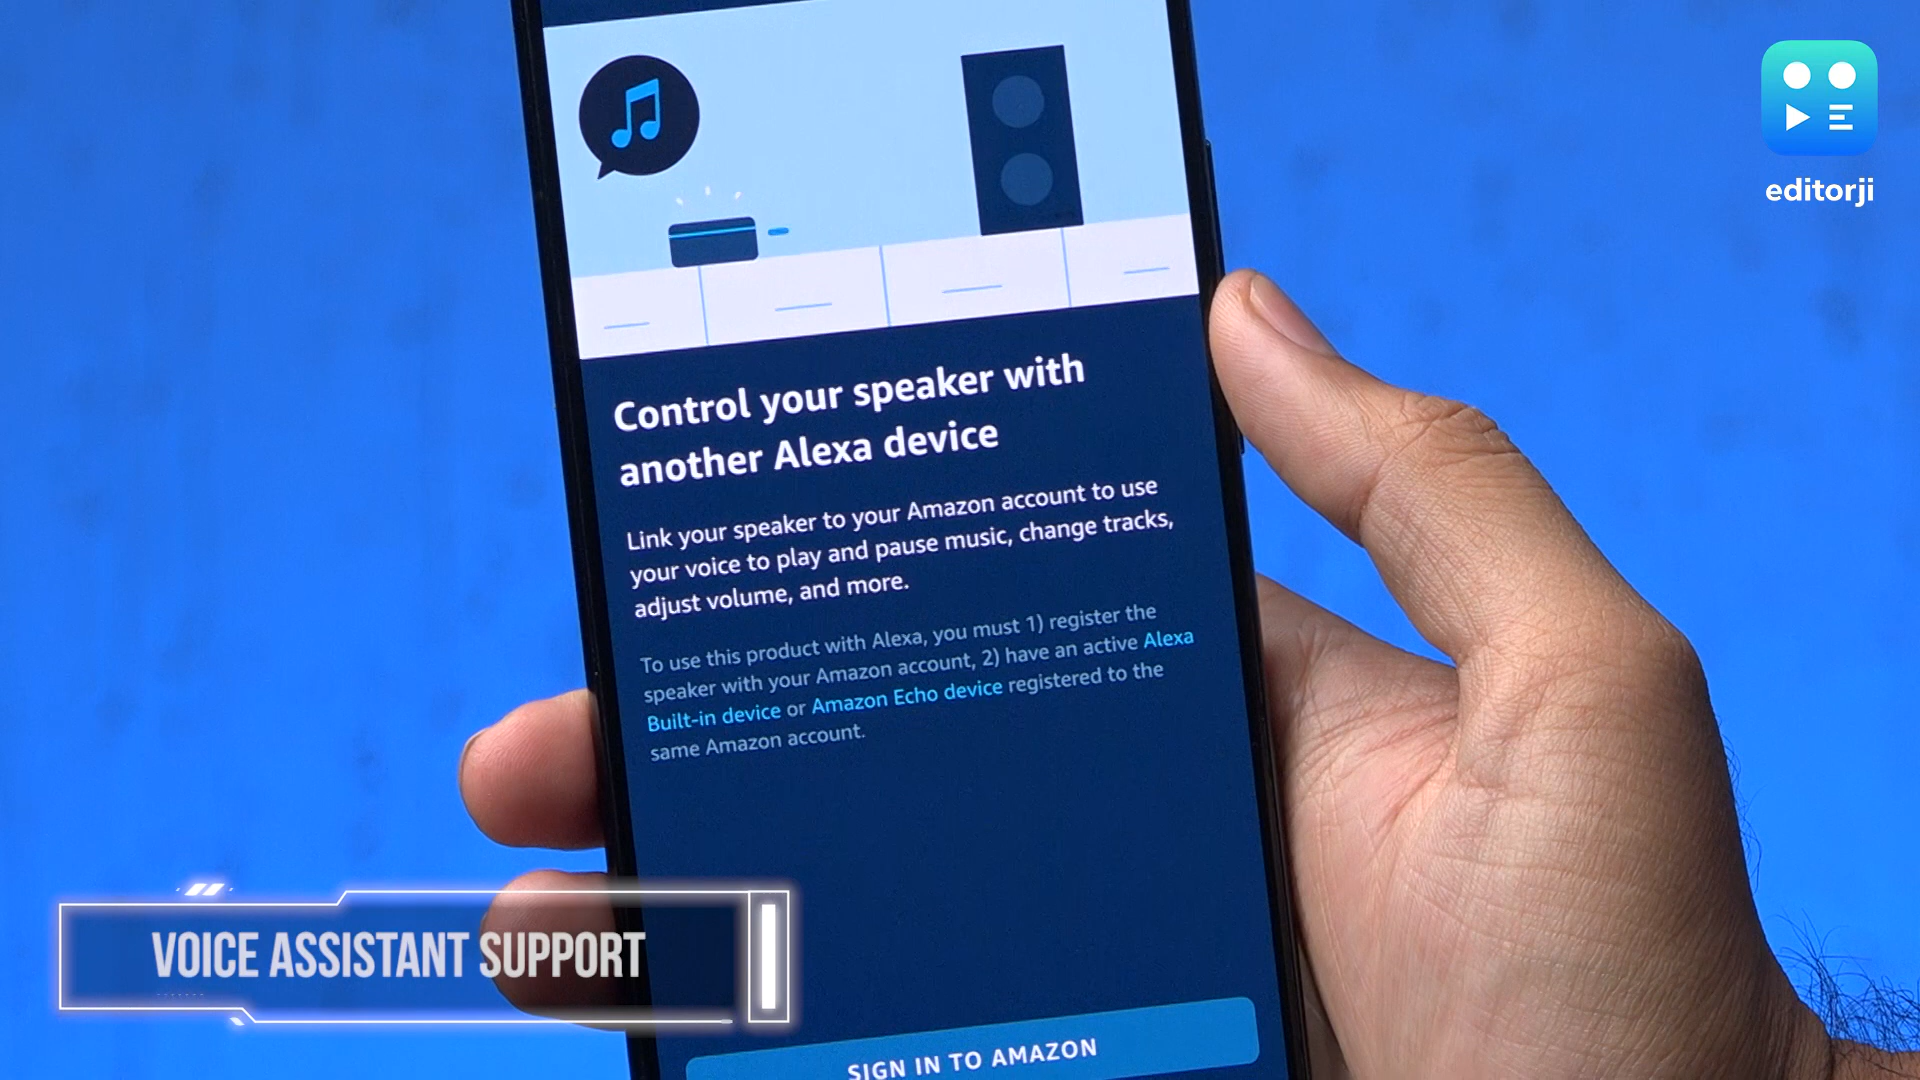 editorji
Control your speaker with
another Alexa device
Link your speaker to your Amazon account to use
your voice to play and pause music, change tracks,
adjust volume, and more.
To use this product with Alexa, you must 1) register the
speaker with your Amazon account, 2) have an active Alexa
Built-in device or Amazon Echo device registered to the
same Amazon account.
VOICE ASSISTANT SUPPORT
SIGN IN TO AMAZON